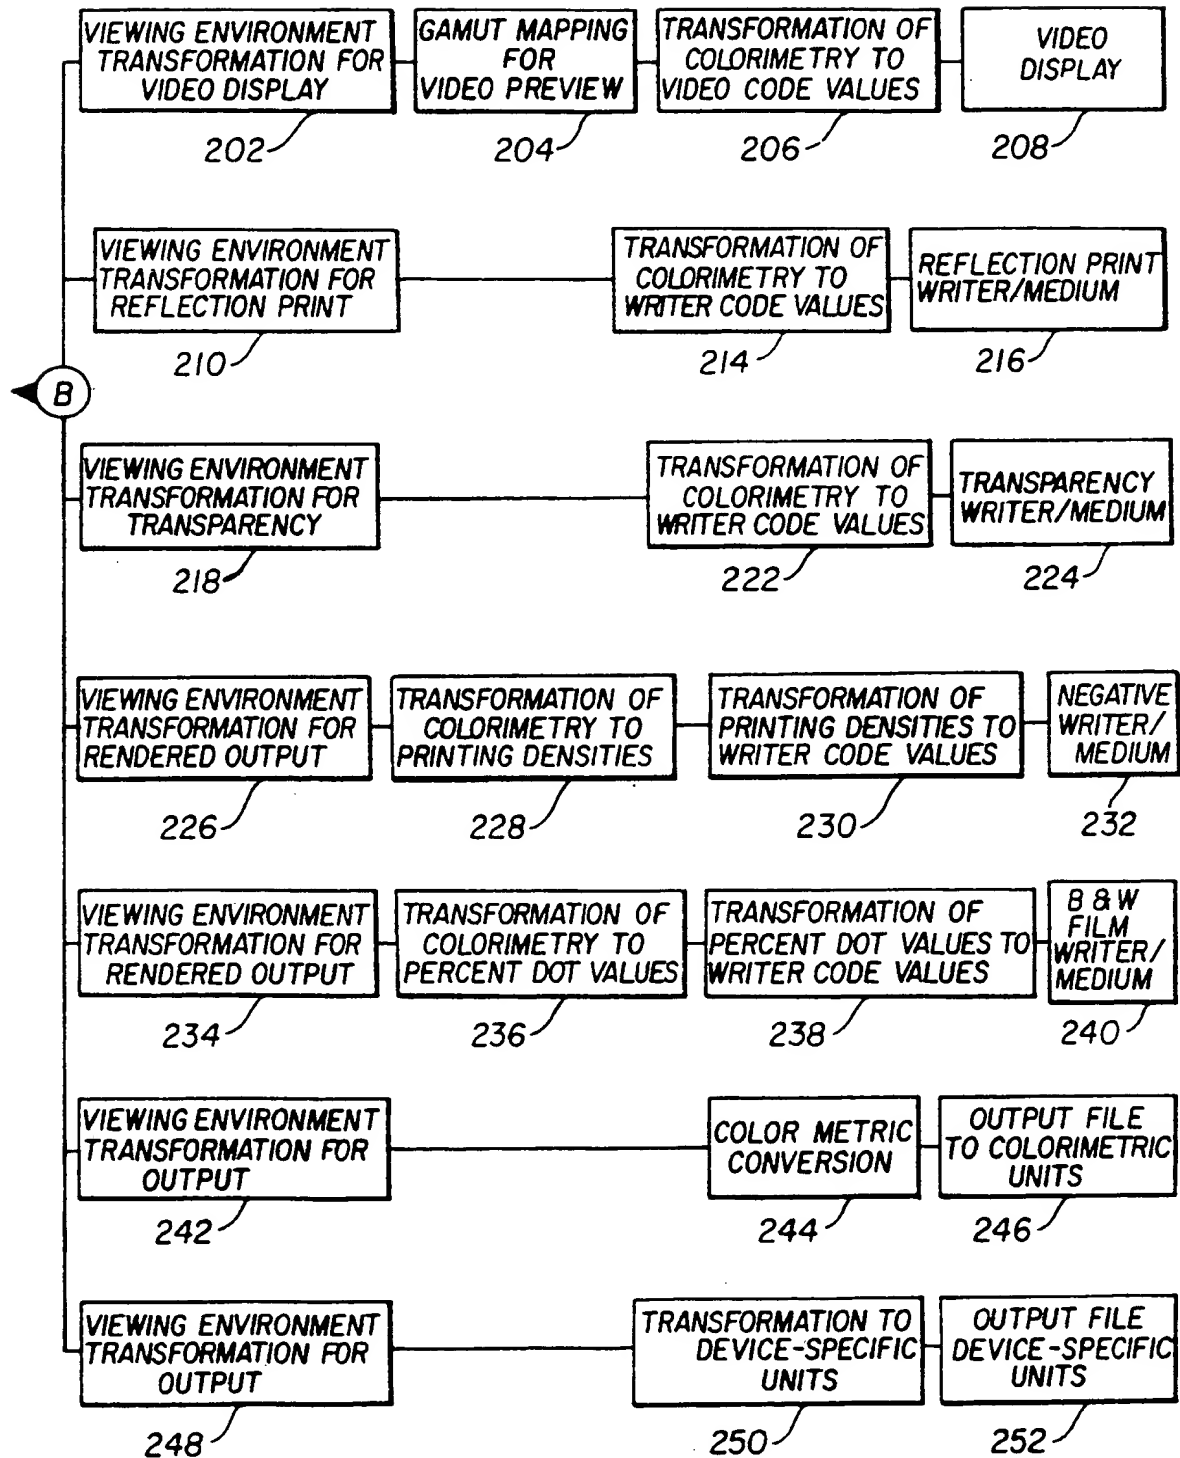 VIEWING ENVIRONMENT
TRANSFORMATION FOR
VIDEO DISPLAY
202
GAMUT MAPPING
FOR
VIDEO PREVIEW
204
TRANSFORMATION OF
COLORIMETRY TO
VIDEO CODE VALUES
206
VIDEO
DISPLAY
208
VIEWING ENVIRONMENT
TRANSFORMATION FOR
REFLECTION PRINT
210
TRANSFORMATION OF
COLORIMETRY TO
WRITER CODE VALUES
214
REFLECTION PRINT
WRITER/MEDIUM
216
B
VIEWING ENVIRONMENT
TRANSFORMATION FOR
TRANSPARENCY
218
TRANSFORMATION OF
COLORIMETRY TO
WRITER CODE VALUES
222
TRANSPARENCY
WRITER/MEDIUM
224
VIEWING ENVIRONMENT
TRANSFORMATION FOR
RENDERED OUTPUT
226
TRANSFORMATION OF
COLORIMETRY TO
PRINTING DENSITIES
228
TRANSFORMATION OF
PRINTING DENSITIES TO
WRITER CODE VALUES
230
NEGATIVE
WRITER/
MEDIUM
232
VIEWING ENVIRONMENT
TRANSFORMATION FOR
RENDERED OUTPUT
234
TRANSFORMATION OF
COLORIMETRY TO
PERCENT DOT VALUES
236
TRANSFORMATION OF
PERCENT DOT VALUES TO
WRITER CODE VALUES
238
B & W
FILM
WRITER/
MEDIUM
240
VIEWING ENVIRONMENT
TRANSFORMATION FOR
OUTPUT
242
COLOR METRIC
CONVERSION
244
OUTPUT FILE
TO COLORIMETRIC
UNITS
246
VIEWING ENVIRONMENT
TRANSFORMATION FOR
OUTPUT
248
TRANSFORMATION TO
DEVICE-SPECIFIC
UNITS
250
OUTPUT FILE
DEVICE-SPECIFIC
UNITS
252